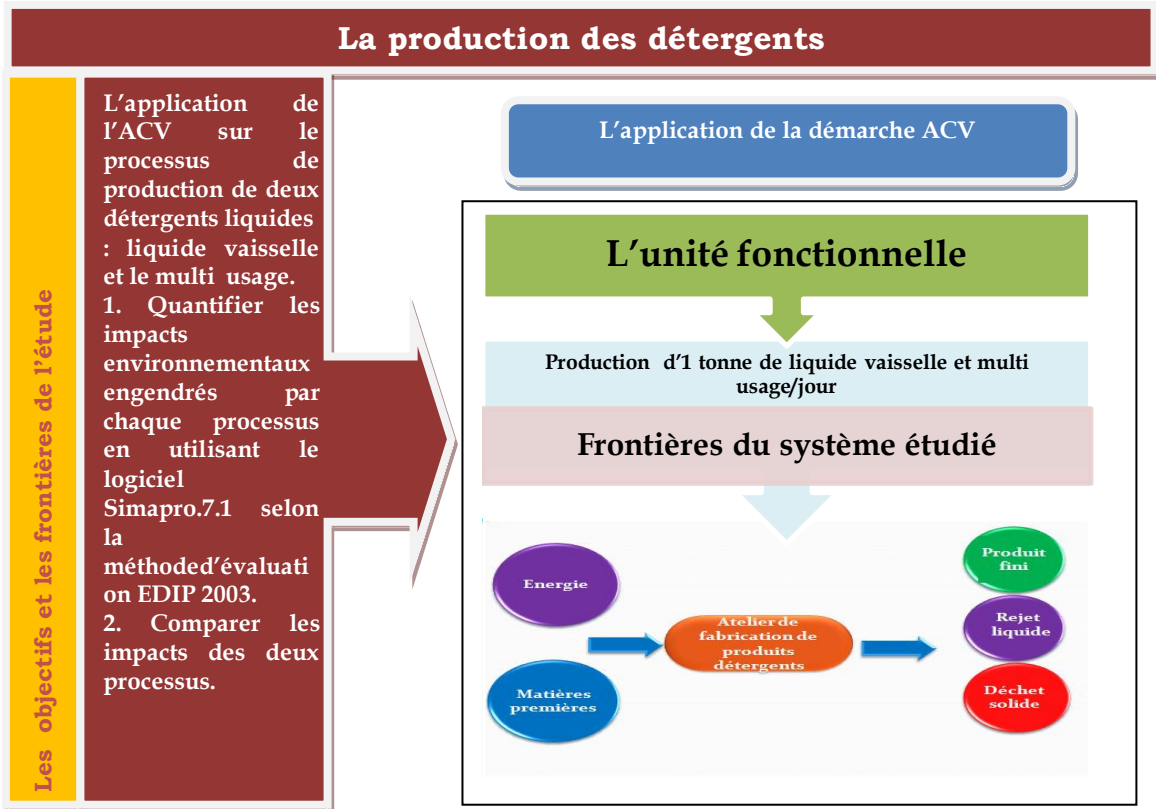 La production des détergents
Les objectifs et les frontières de l'étude
L'application de
l'ACV sur le
processus de
production de deux
détergents liquides
: liquide vaisselle
et le multi usage.
1. Quantifier les
impacts
environnementaux
engendrés par
chaque processus
en utilisant le
logiciel
Simapro.7.1 selon
la
méthoded'évaluati
on EDIP 2003.
2. Comparer les
impacts des deux
processus.
L'application de la démarche ACV
L'unité fonctionnelle
Production d'1 tonne de liquide vaisselle et multi
usage/jour
Frontières du système étudié
Energie
Matières
premières
Atelier de
fabrication de
produits
détergents
Produit
fini
Rejet
liquide
Déchet
solide